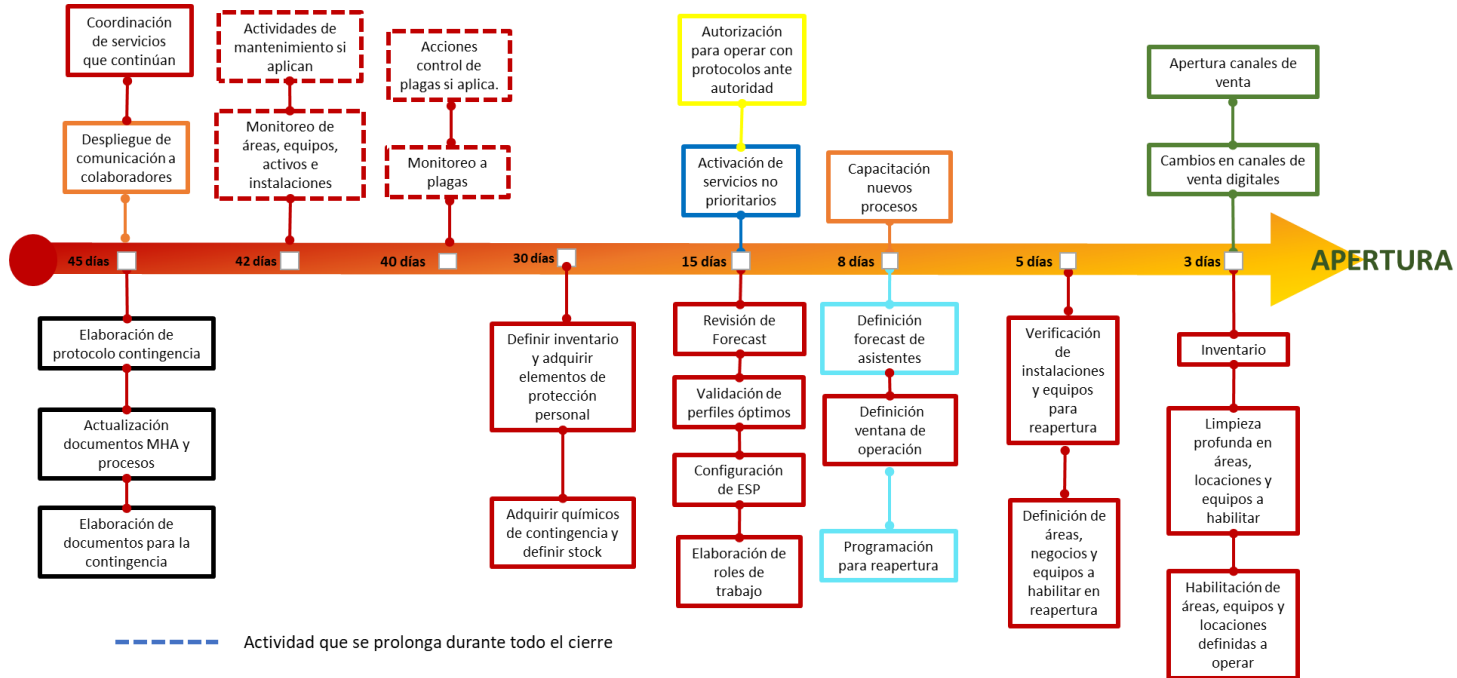 Coordinación
de servicios
que continúan
Actividades de
mantenimiento si
aplican
Acciones
control de
plagas si aplica.
Autorización
para operar con
protocolos ante
autoridad
Apertura canales de
venta
Despliegue de
comunicación a
colaboradores
Monitoreo de
áreas, equipos,
activos e
instalaciones
Monitoreo a
plagas
Activación de
servicios no
prioritarios
Capacitación
nuevos
procesos
Cambios en canales de
venta digitales
45 días
42 días
40 días
30 días
15 días
8 días
5 días
3 días
APERTURA
Elaboración de
protocolo contingencia
Actualización
documentos MHA y
procesos
Elaboración de
documentos para la
contingencia
Definir inventario
y adquirir
elementos de
protección
personal
Adquirir químicos
de contingencia y
definir stock
Revisión de
Forecast
Validación de
perfiles óptimos
Configuración
de ESP
Elaboración de
roles de
trabajo
Definición
forecast de
asistentes
Definición
ventana de
operación
Programación
para reapertura
Verificación
de
instalaciones
y equipos
para
reapertura
Definición de
áreas,
negocios y
equipos a
habilitar en
reapertura
Inventario
Limpieza
profunda en
áreas,
locaciones y
equipos a
habilitar
Habilitación de
áreas, equipos y
locaciones
definidas a
operar
Actividad que se prolonga durante todo el cierre